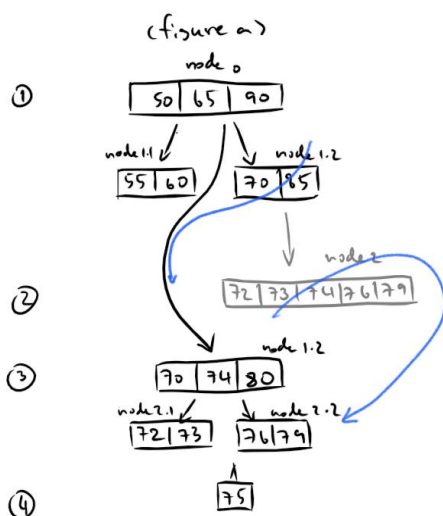 (figure a)
node 0
① 50 65 90
node 1.1 node 1.2
55 60 70 85
node 2
② 72 73 74 76 79
node 1.2
③ 70 74 80
node 2.1 node 2.2
72 73 76 79
④ 75